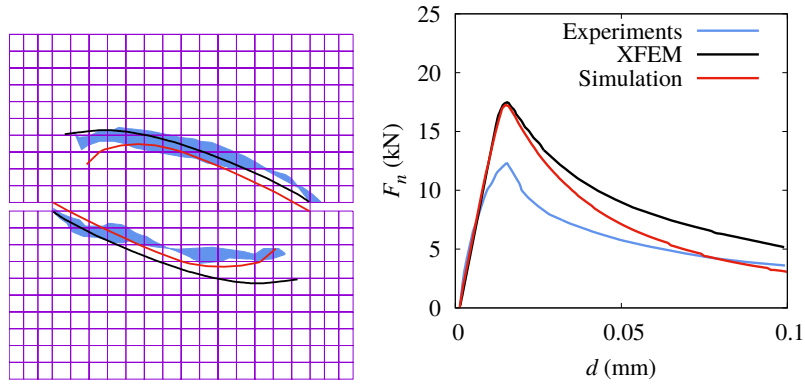 Experiments
XFEM
Simulation
25
20
15
10
5
0
F_n (kN)
0
0.05
0.1
d (mm)